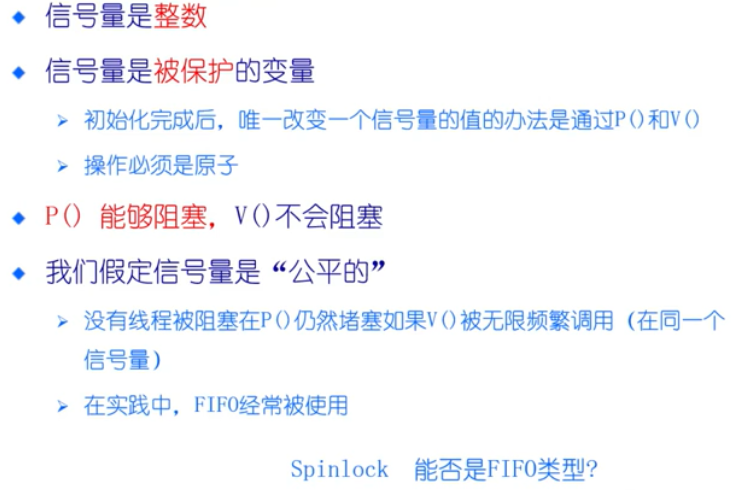 信号量是整数
信号量是被保护的变量
初始化完成后，唯一改变一个信号量的值的办法是通过P()和V()
操作必须是原子
P() 能够阻塞，V()不会阻塞
我们假定信号量是“公平的”
没有线程被阻塞在P()仍然堵塞如果V()被无限频繁调用（在同一个
信号量）
在实践中，FIFO经常被使用
Spinlock 能否是FIFO类型?